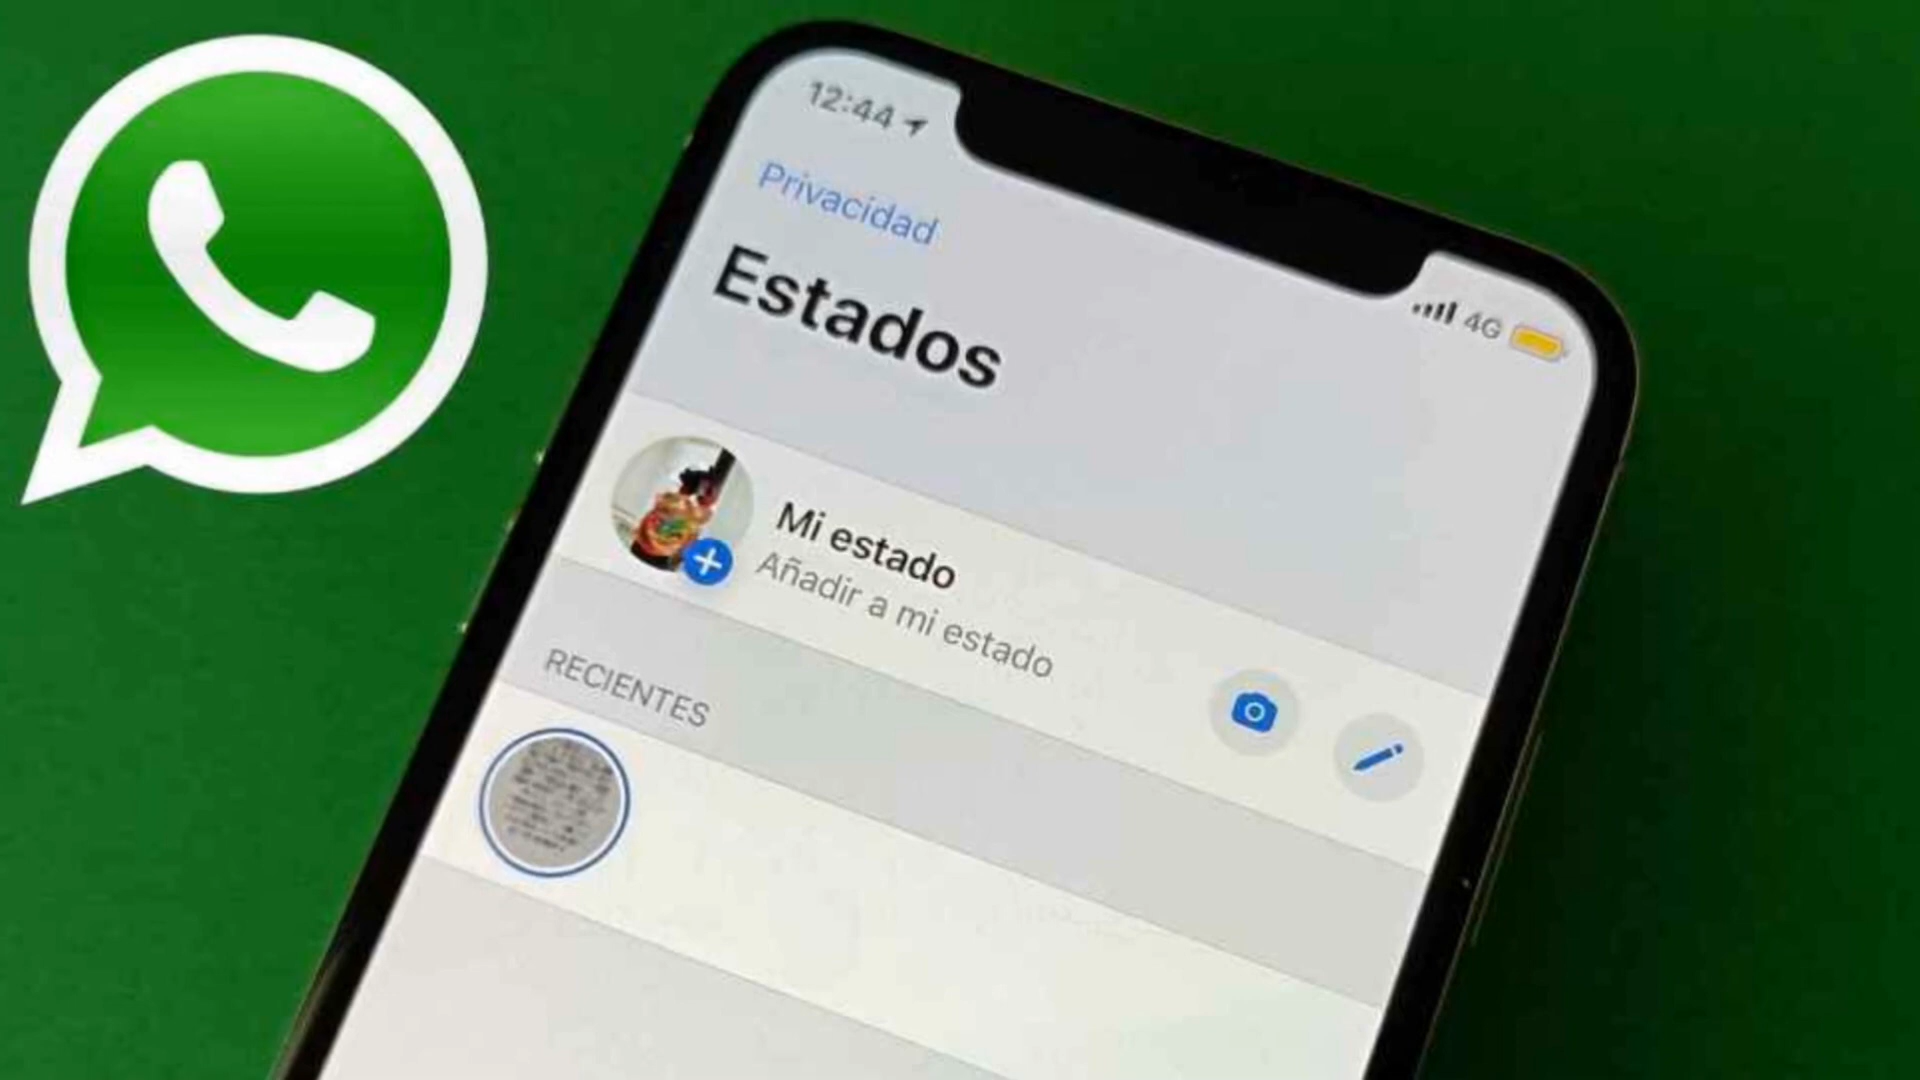 12:44
4G
Privacidad
Estados
Mi estado
Añadir a mi estado
RECIENTES